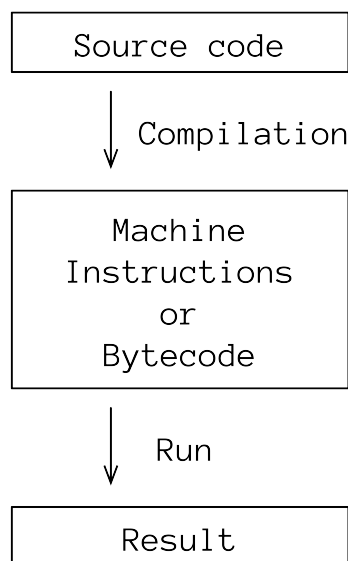 Source code
Compilation
Machine
Instructions
or
Bytecode
Run
Result